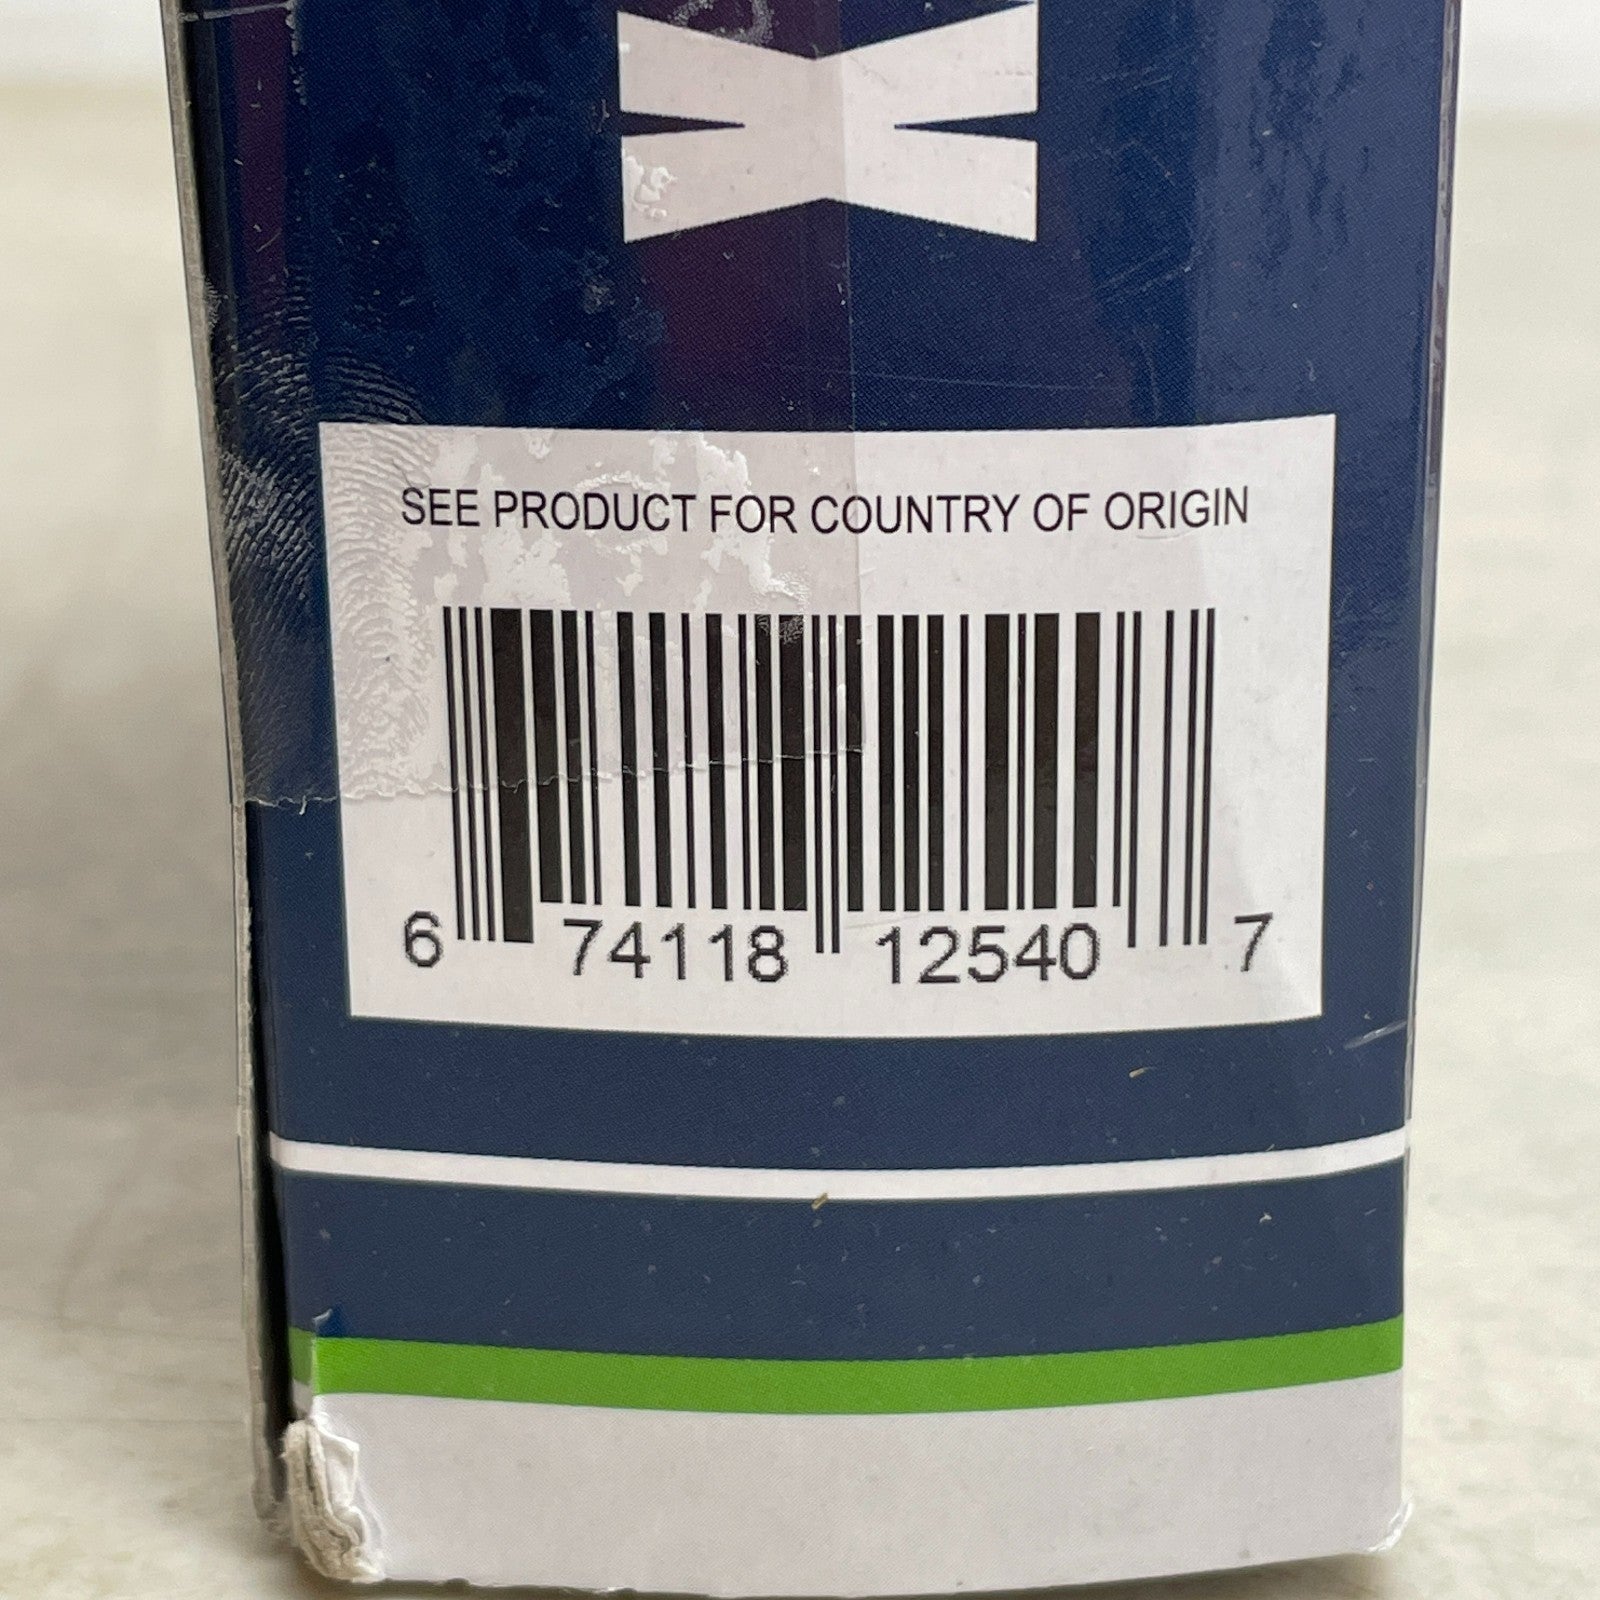 SEE PRODUCT FOR COUNTRY OF ORIGIN
6 74118 12540 7